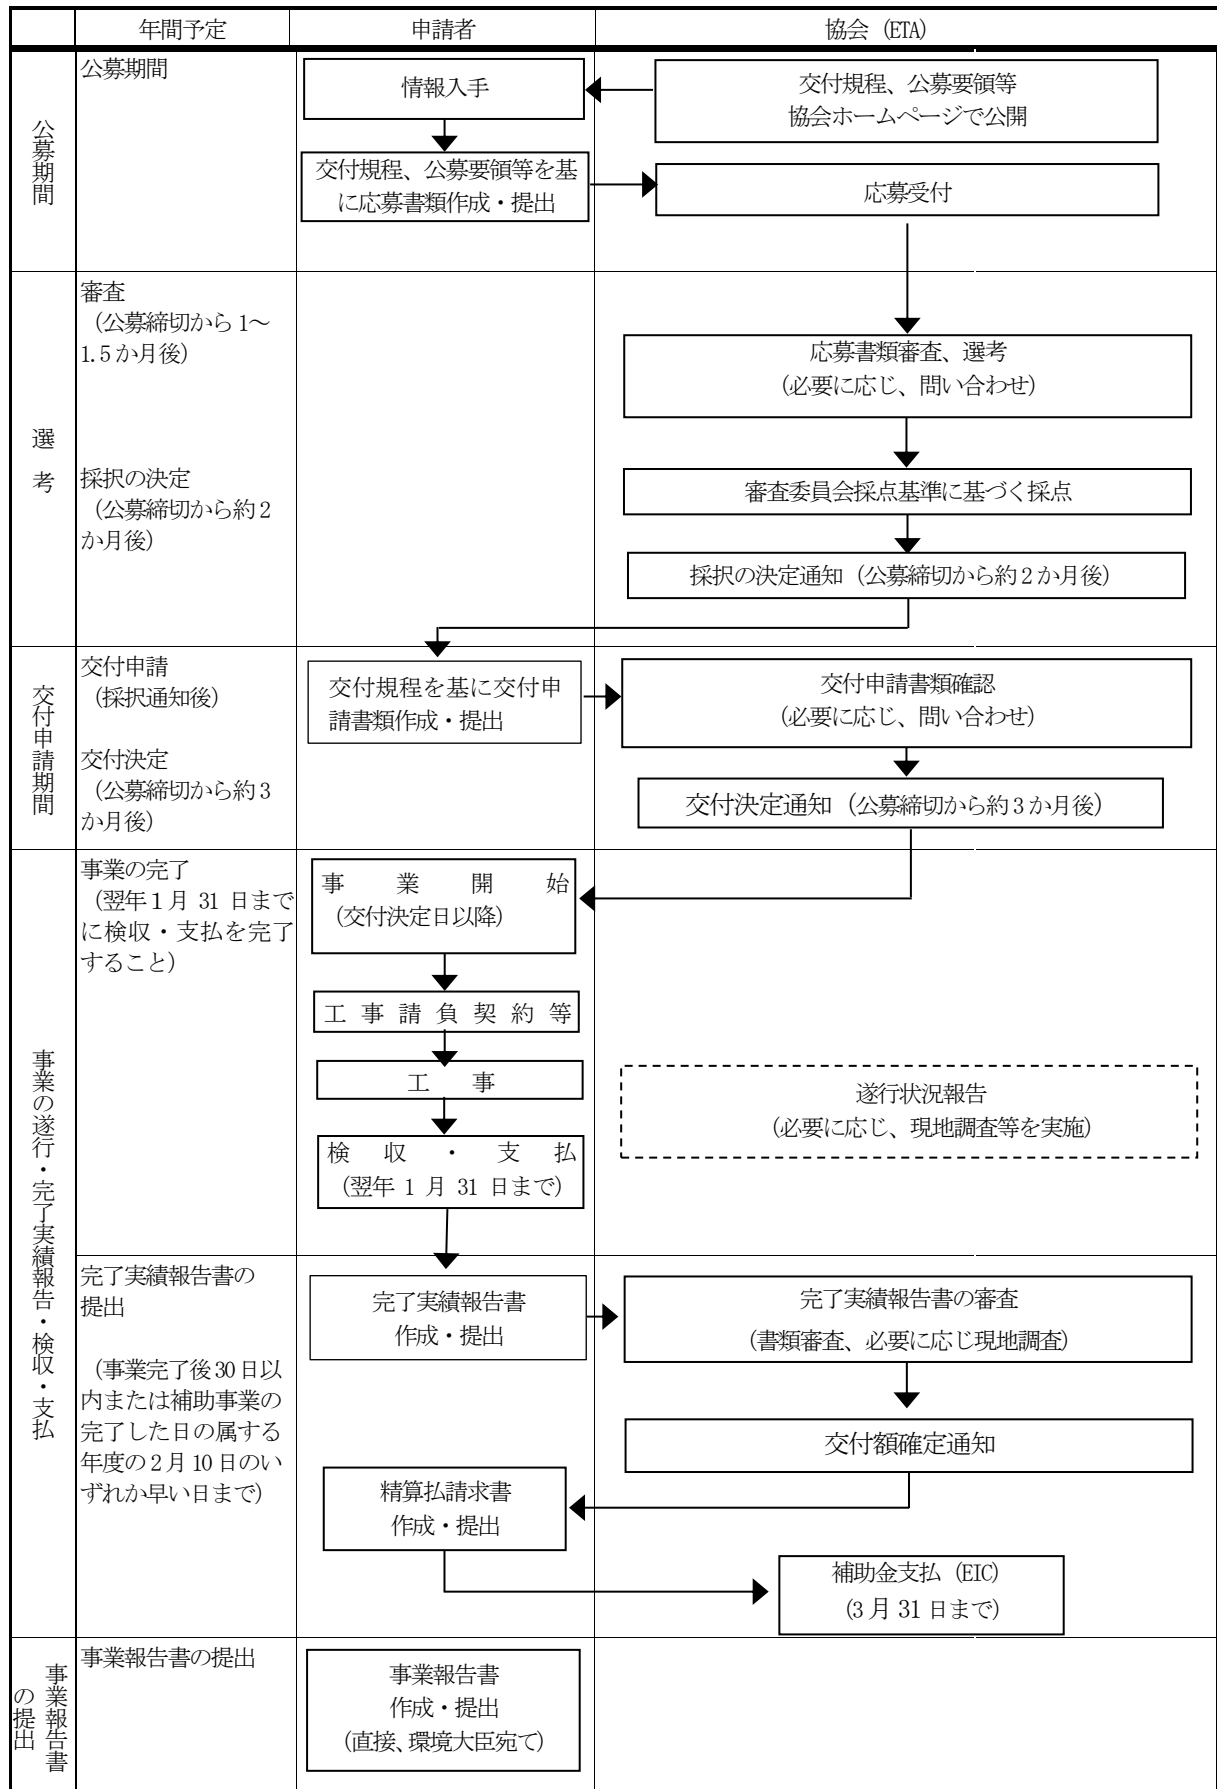 年間予定
申請者
協会（ETA）
公募期間
公募期間
情報入手
交付規程、公募要領等
協会ホームページで公開
交付規程、公募要領等を基
に応募書類作成・提出
応募受付
選考
審査
（公募締切から1～
1.5か月後）
応募書類審査、選考
（必要に応じ、問い合わせ）
審査委員会採点基準に基づく採点
採択の決定
（公募締切から約2
か月後）
採択の決定通知（公募締切から約2か月後）
交付申請期間
交付申請
（採択通知後）
交付規程を基に交付申
請書類作成・提出
交付申請書類確認
（必要に応じ、問い合わせ）
交付決定
（公募締切から約3
か月後）
交付決定通知（公募締切から約3か月後）
事業の遂行・完了実績報告・検収・支払
事業の完了
（翌年1月 31 日まで
に検収・支払を完了
すること）
事業開始
（交付決定日以降）
工事請負契約等
工事
検収・支払
（翌年 1 月 31 日まで）
遂行状況報告
（必要に応じ、現地調査等を実施）
完了実績報告書の
提出
（事業完了後30日以
内または補助事業の
完了した日の属する
年度の2月10日のい
ずれか早い日まで）
完了実績報告書
作成・提出
完了実績報告書の審査
（書類審査、必要に応じ現地調査）
交付額確定通知
精算払請求書
作成・提出
補助金支払（EIC）
（3月31日まで）
事業報告書
の提出
事業報告書の提出
事業報告書
作成・提出
（直接、環境大臣宛て）